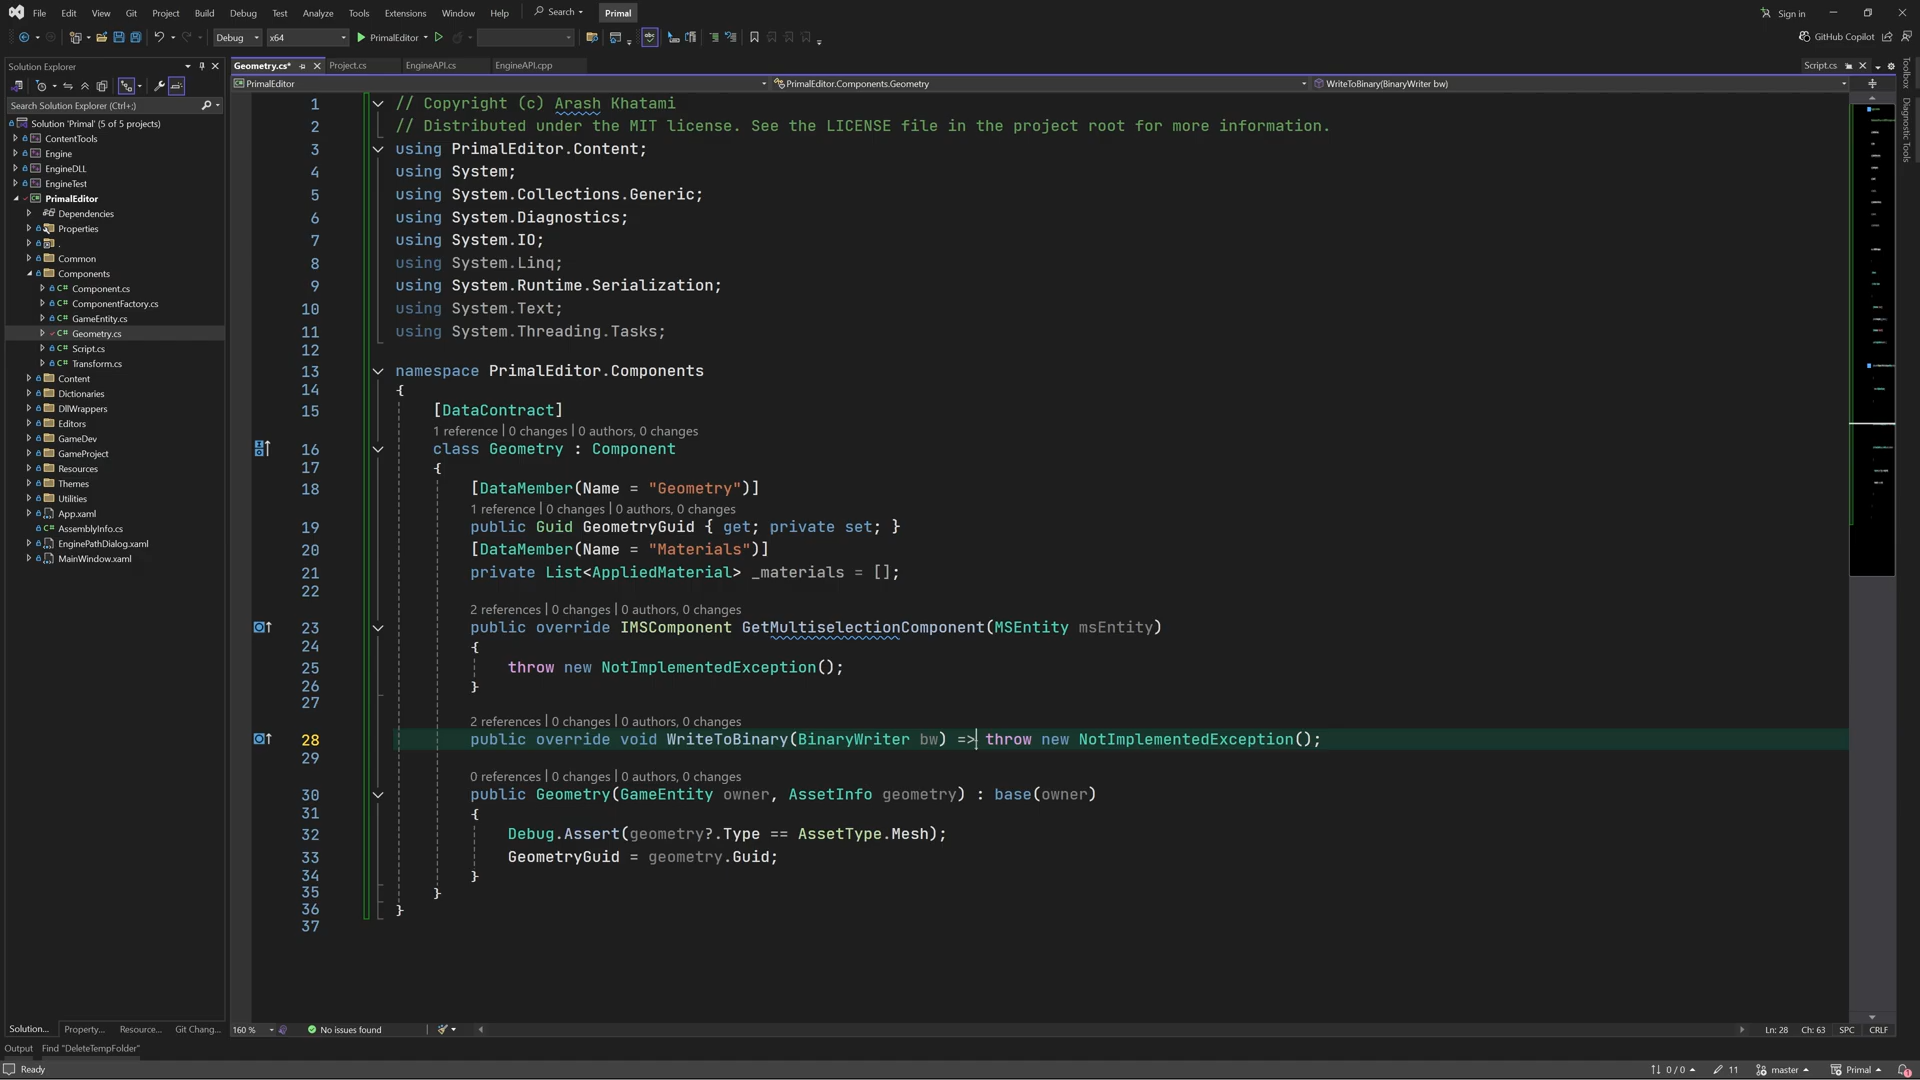 File Edit View Git Project Build Debug Test Analyze Tools Extensions Window Help Search Primal Sign in
Debug x64 PrimalEditor GitHub Copilot
Solution Explorer
Geometry.cs* Project.cs EngineAPI.cs EngineAPI.cpp Script.cs
PrimalEditor PrimalEditor.Components.Geometry WriteToBinary(BinaryWriter bw)
Search Solution Explorer (Ctrl+;)
Solution 'Primal' (5 of 5 projects)
ContentTools
Engine
EngineDLL
EngineTest
PrimalEditor
Dependencies
Properties
.
Common
Components
C# Component.cs
C# ComponentFactory.cs
C# GameEntity.cs
C# Geometry.cs
C# Script.cs
C# Transform.cs
Content
Dictionaries
DllWrappers
Editors
GameDev
GameProject
Resources
Themes
Utilities
App.xaml
C# AssemblyInfo.cs
EnginePathDialog.xaml
MainWindow.xaml
1 // Copyright (c) Arash Khatami
2 // Distributed under the MIT license. See the LICENSE file in the project root for more information.
3 using PrimalEditor.Content;
4 using System;
5 using System.Collections.Generic;
6 using System.Diagnostics;
7 using System.IO;
8 using System.Linq;
9 using System.Runtime.Serialization;
10 using System.Text;
11 using System.Threading.Tasks;
12
13 namespace PrimalEditor.Components
14 {
15 [DataContract]
1 reference | 0 changes | 0 authors, 0 changes
16 class Geometry : Component
17 {
18 [DataMember(Name = "Geometry")]
1 reference | 0 changes | 0 authors, 0 changes
19 public Guid GeometryGuid { get; private set; }
20 [DataMember(Name = "Materials")]
21 private List<AppliedMaterial> _materials = [];
22
2 references | 0 changes | 0 authors, 0 changes
23 public override IMSComponent GetMultiselectionComponent(MSEntity msEntity)
24 {
25 throw new NotImplementedException();
26 }
27
2 references | 0 changes | 0 authors, 0 changes
28 public override void WriteToBinary(BinaryWriter bw) => throw new NotImplementedException();
29
0 references | 0 changes | 0 authors, 0 changes
30 public Geometry(GameEntity owner, AssetInfo geometry) : base(owner)
31 {
32 Debug.Assert(geometry?.Type == AssetType.Mesh);
33 GeometryGuid = geometry.Guid;
34 }
35 }
36 }
37
Toolbox
Diagnostic Tools
Solution... Property... Resource... Git Chang...
160 % No issues found Ln: 28 Ch: 63 SPC CRLF
Output Find "DeleteTempFolder"
Ready 0 / 0 11 master Primal 1